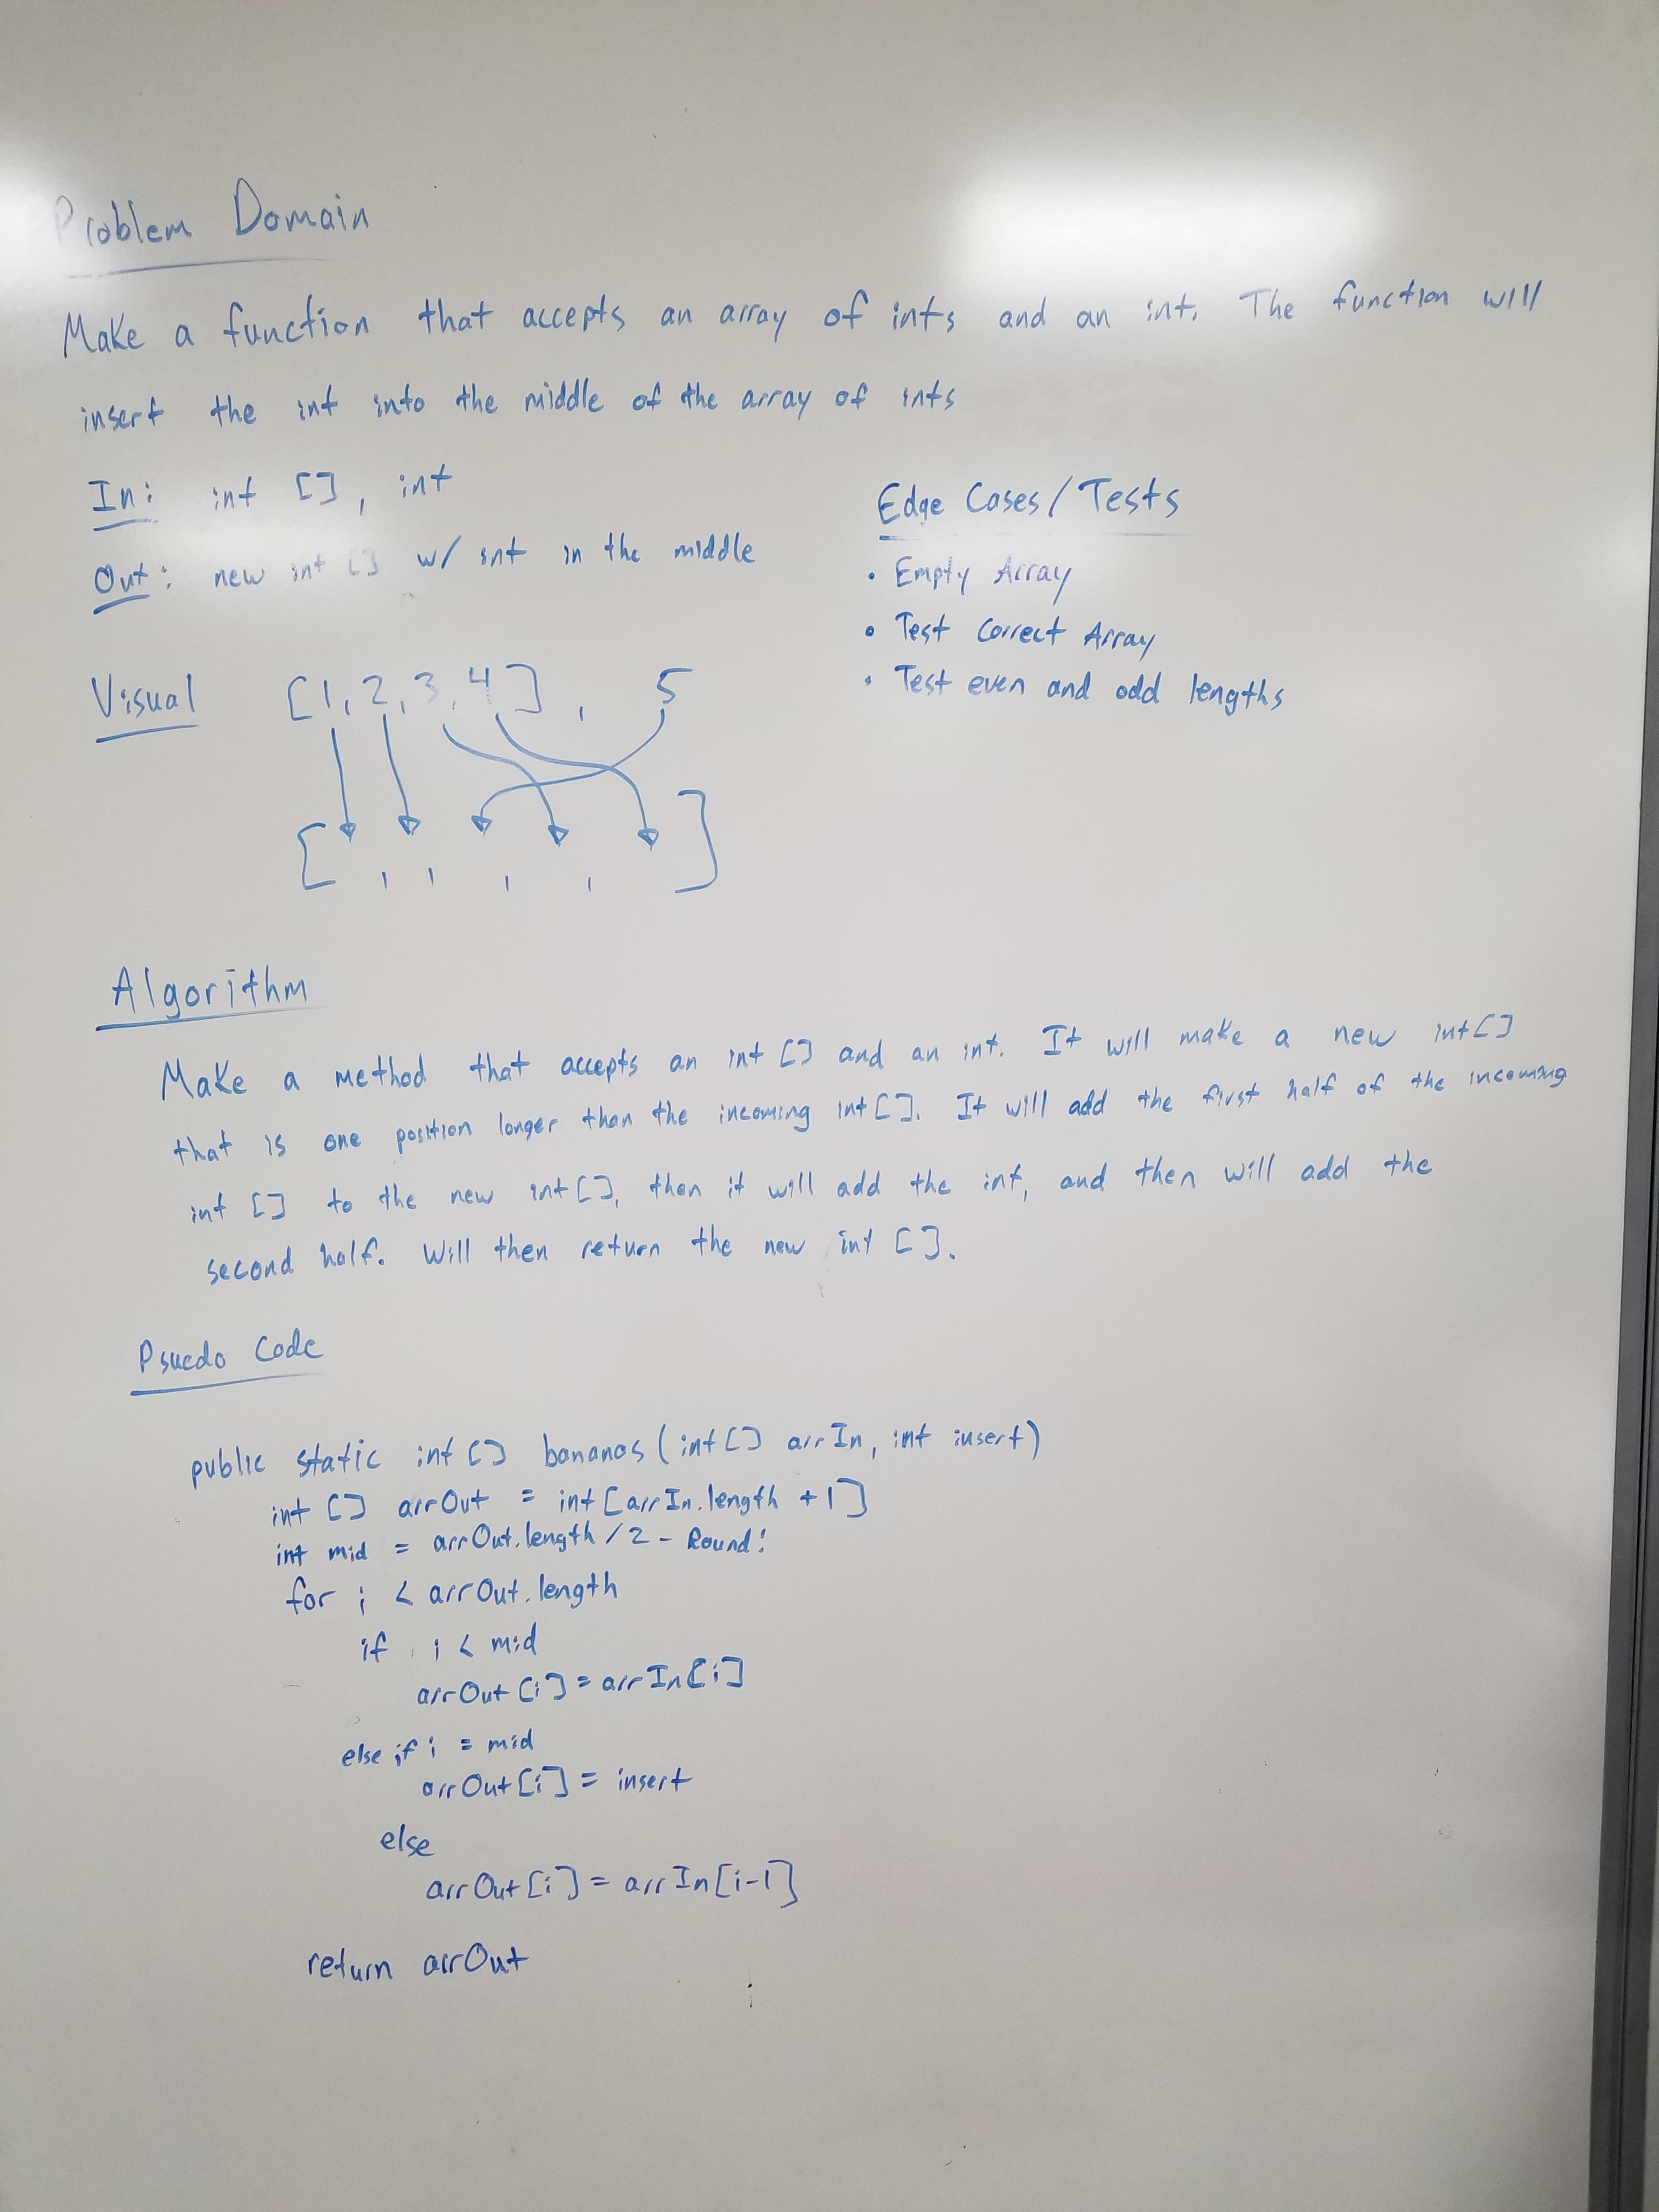 Problem Domain
Make a function that accepts an array of ints and an int. The function will
insert the int into the middle of the array of ints
In: int [], int
Out: new int [] w/ int in the middle
Edge Cases/Tests
• Empty Array
• Test Correct Array
• Test even and odd lengths
Visual [1, 2, 3, 4], 5
[ , , , , ]
Algorithm
Make a method that accepts an int [] and an int. It will make a new int[]
that is one position longer than the incoming int[]. It will add the first half of the incoming
int [] to the new int[], then it will add the int, and then will add the
second half. Will then return the new int [].
Psuedo Code
public static int [] bananas (int[] arrIn, int insert)
int [] arrOut = int [arrIn.length +1]
int mid = arrOut.length/2 - Round!
for i < arrOut.length
if i < mid
arrOut[i] = arrIn[i]
else if i = mid
arrOut[i] = insert
else
arrOut[i] = arrIn[i-1]
return arrOut